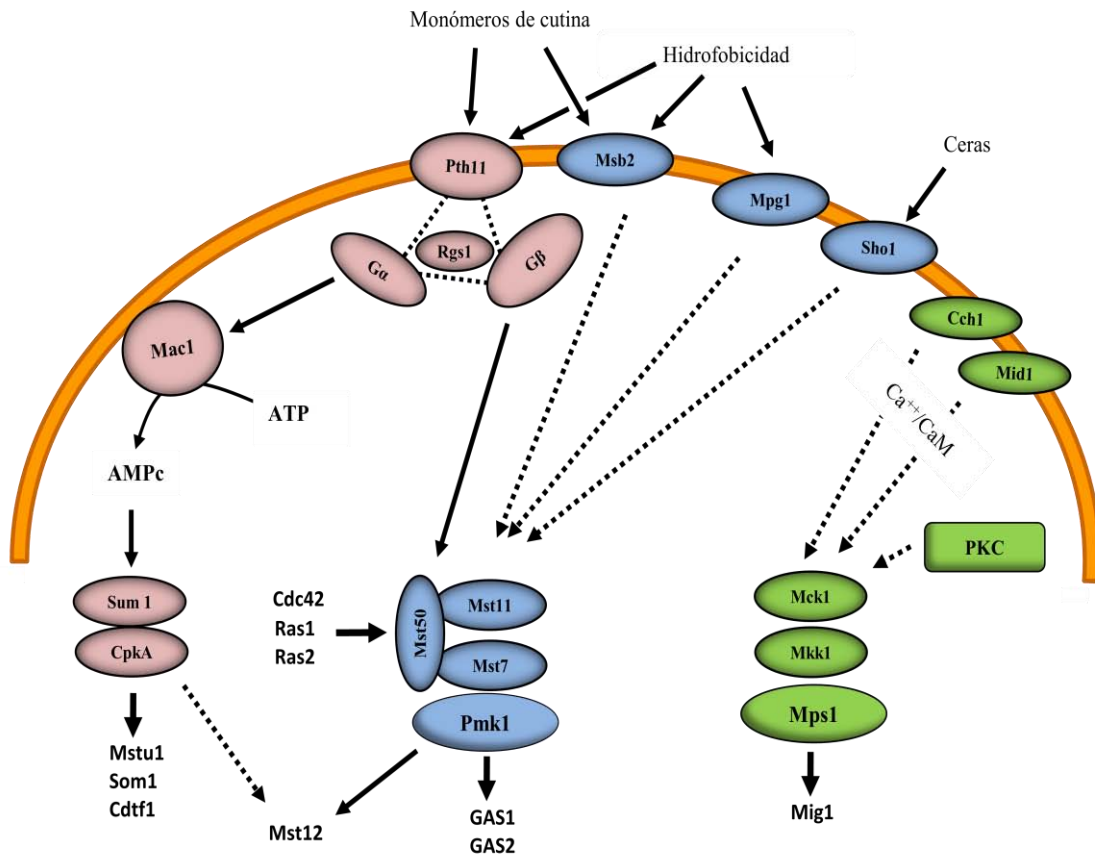 Monómeros de cutina
Hidrofobicidad
Ceras
Pth11
Msb2
Mpg1
Sho1
Rgs1
Gα
Gβ
Cch1
Mid1
Mac1
ATP
Ca++/CaM
AMPc
PKC
Sum 1
CpkA
Cdc42
Ras1
Ras2
Mst50
Mst11
Mst7
Pmk1
Mck1
Mkk1
Mps1
Mstu1
Som1
Cdtf1
Mst12
GAS1
GAS2
Mig1